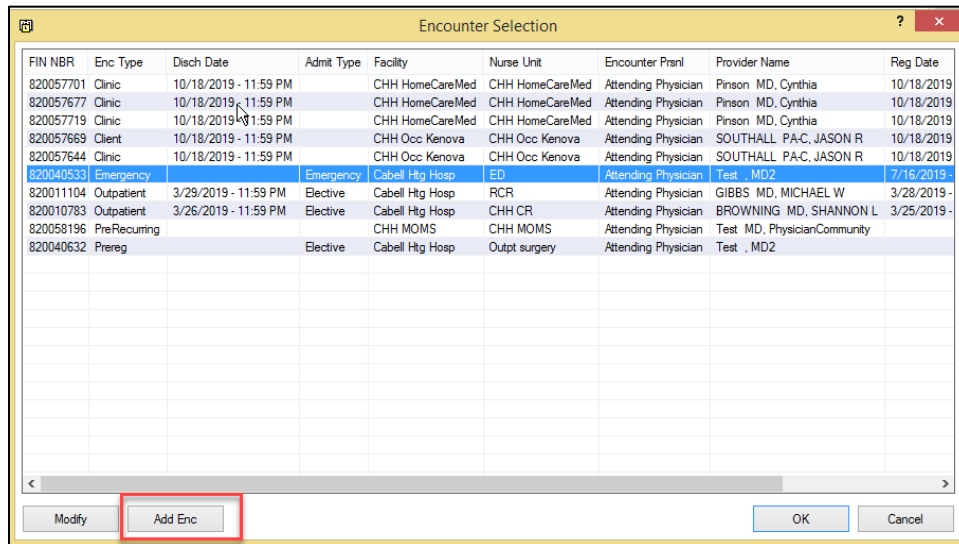 Encounter Selection ? ×
FIN NBR Enc Type Disch Date Admit Type Facility Nurse Unit Encounter Prsnl Provider Name Reg Date
820057701 Clinic 10/18/2019 - 11:59 PM CHH HomeCareMed CHH HomeCareMed Attending Physician Pinson MD, Cynthia 10/18/2019
820057677 Clinic 10/18/2019 - 11:59 PM CHH HomeCareMed CHH HomeCareMed Attending Physician Pinson MD, Cynthia 10/18/2019
820057719 Clinic 10/18/2019 - 11:59 PM CHH HomeCareMed CHH HomeCareMed Attending Physician Pinson MD, Cynthia 10/18/2019
820057669 Client 10/18/2019 - 11:59 PM CHH Occ Kenova CHH Occ Kenova Attending Physician SOUTHALL PA-C, JASON R 10/18/2019
820057644 Clinic 10/18/2019 - 11:59 PM CHH Occ Kenova CHH Occ Kenova Attending Physician SOUTHALL PA-C, JASON R 10/18/2019
820040533 Emergency Emergency Cabell Htg Hosp ED Attending Physician Test , MD2 7/16/2019 -
820011104 Outpatient 3/29/2019 - 11:59 PM Elective Cabell Htg Hosp RCR Attending Physician GIBBS MD, MICHAEL W 3/28/2019 -
820010783 Outpatient 3/26/2019 - 11:59 PM Elective Cabell Htg Hosp CHH CR Attending Physician BROWNING MD, SHANNON L 3/25/2019 -
820058196 PreRecurring CHH MOMS CHH MOMS Attending Physician Test MD, PhysicianCommunity
820040632 Prereg Elective Cabell Htg Hosp Outpt surgery Attending Physician Test , MD2
Modify Add Enc OK Cancel